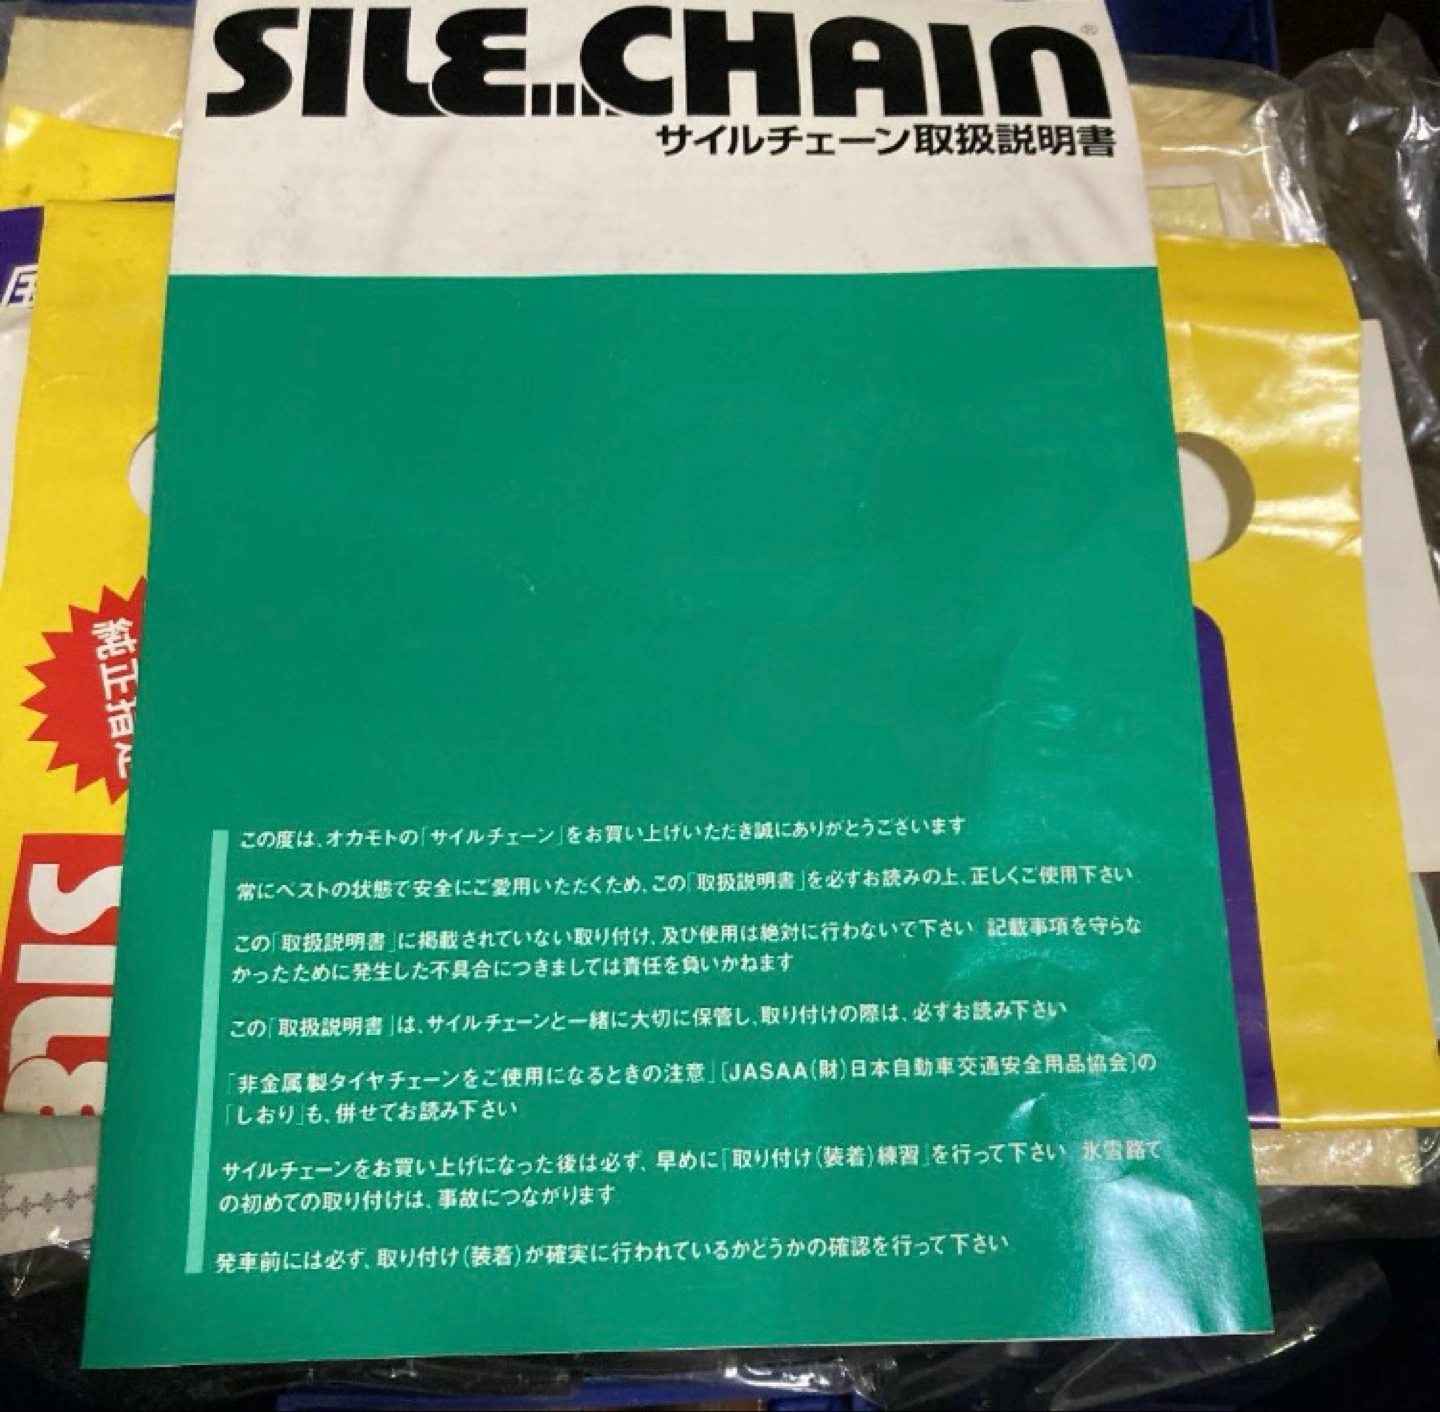 SILE...CHAIN®
サイルチェーン取扱説明書
純正指定
この度は、オカモトの「サイルチェーン」をお買い上げいただき誠にありがとうございます
常にベストの状態で安全にご愛用いただくため、この「取扱説明書」を必ずお読みの上、正しくご使用下さい
この「取扱説明書」に掲載されていない取り付け、及び使用は絶対に行わないで下さい 記載事項を守らな
かったために発生した不具合につきましては責任を負いかねます
この「取扱説明書」は、サイルチェーンと一緒に大切に保管し、取り付けの際は、必ずお読み下さい
「非金属製タイヤチェーンをご使用になるときの注意」〔JASAA(財)日本自動車交通安全用品協会〕の
「しおり」も、併せてお読み下さい
サイルチェーンをお買い上げになった後は必ず、早めに「取り付け(装着)練習」を行って下さい 氷雪路で
の初めての取り付けは、事故につながります
発車前には必ず、取り付け(装着)が確実に行われているかどうかの確認を行って下さい